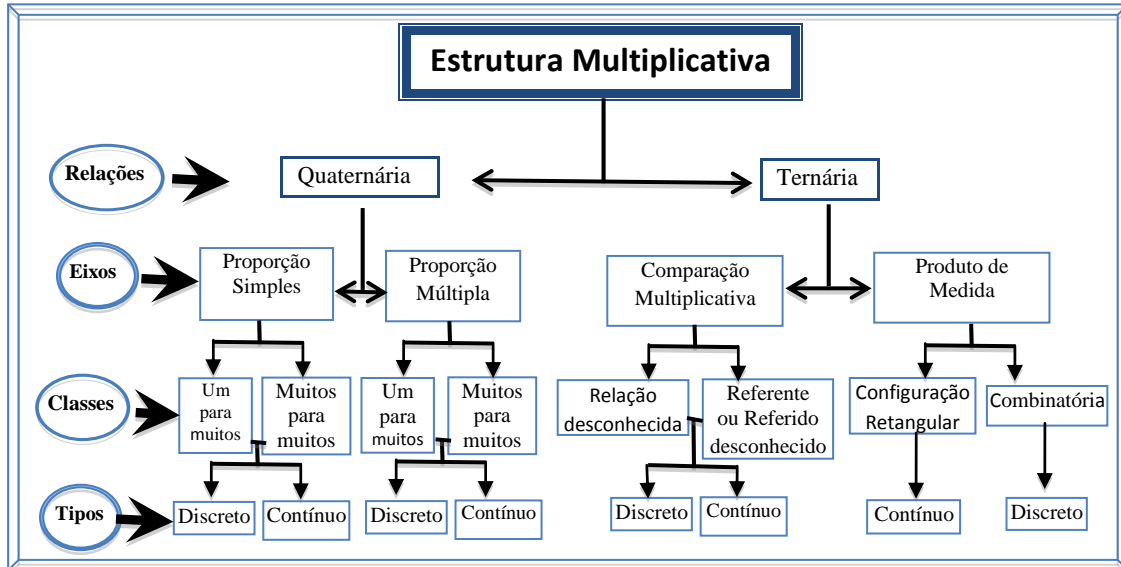 Estrutura Multiplicativa
Relações
Quaternária
Ternária
Eixos
Proporção
Simples
Proporção
Múltipla
Comparação
Multiplicativa
Produto de
Medida
Classes
Um
para
muitos
Muitos
para
muitos
Um
para
muitos
Muitos
para
muitos
Relação
desconhecida
Referente
ou Referido
desconhecido
Configuração
Retangular
Combinatória
Tipos
Discreto
Contínuo
Discreto
Contínuo
Discreto
Contínuo
Contínuo
Discreto